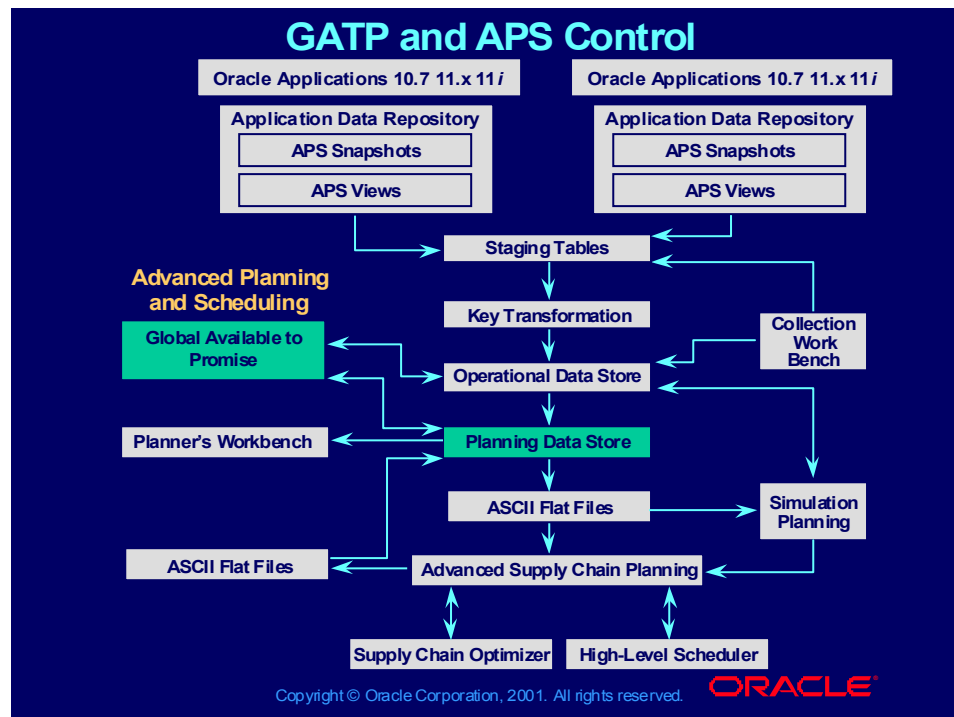 GATP and APS Control
Oracle Applications 10.7 11.x 11i
Oracle Applications 10.7 11.x 11i
Application Data Repository
APS Snapshots
APS Views
Application Data Repository
APS Snapshots
APS Views
Staging Tables
Advanced Planning
and Scheduling
Key Transformation
Collection
Work
Bench
Global Available to
Promise
Operational Data Store
Planner's Workbench
Planning Data Store
ASCII Flat Files
Simulation
Planning
ASCII Flat Files
Advanced Supply Chain Planning
Supply Chain Optimizer
High-Level Scheduler
Copyright © Oracle Corporation, 2001. All rights reserved.
ORACLE®